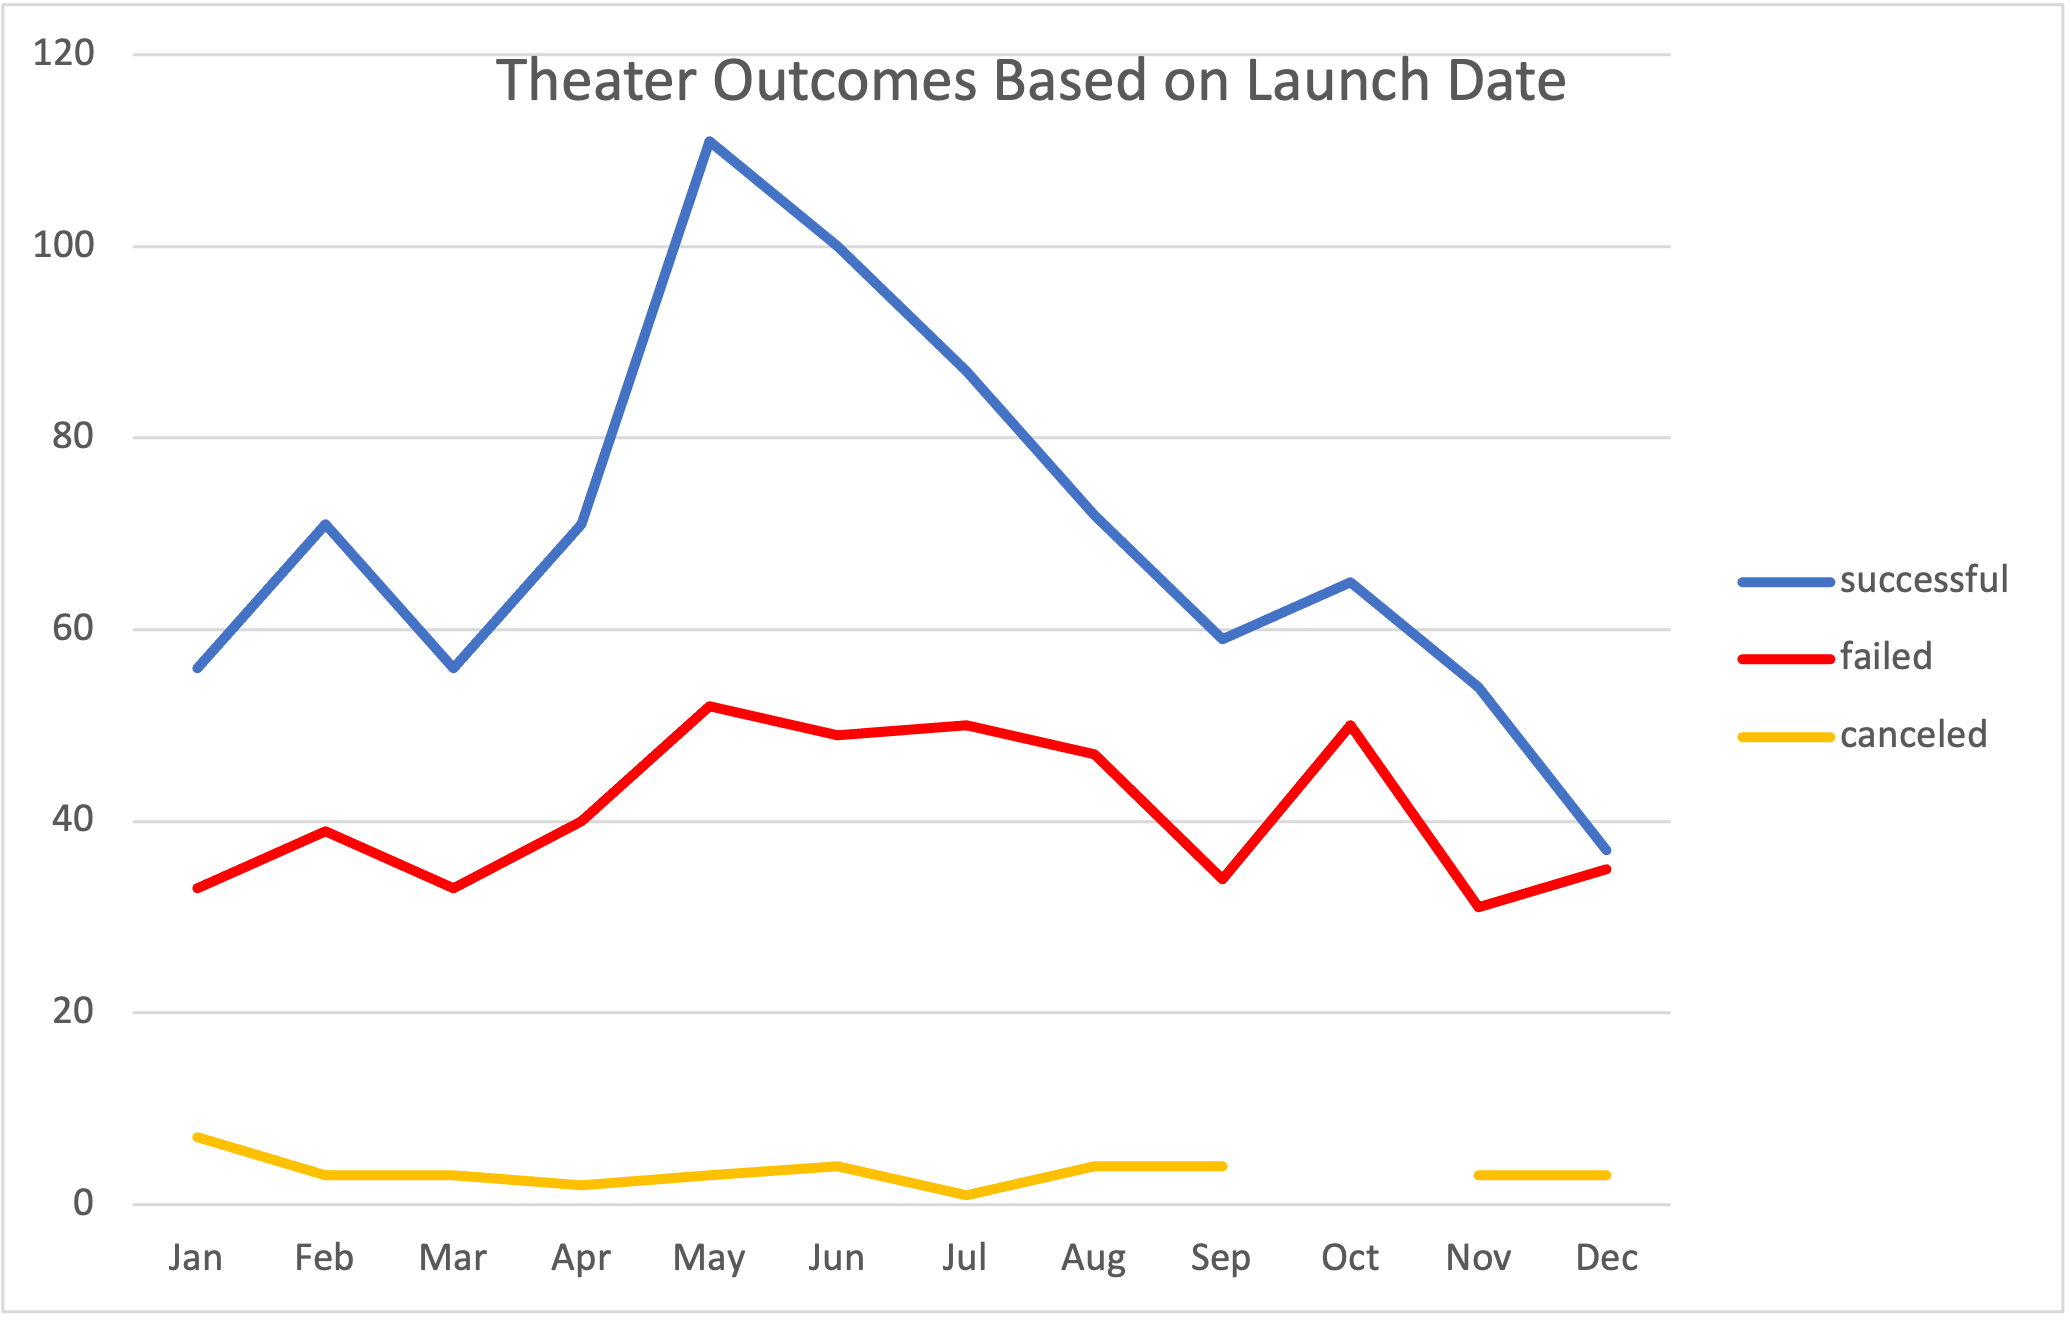 Theater Outcomes Based on Launch Date
120
100
80
60
40
20
0
Jan Feb Mar Apr May Jun Jul Aug Sep Oct Nov Dec
successful
failed
canceled